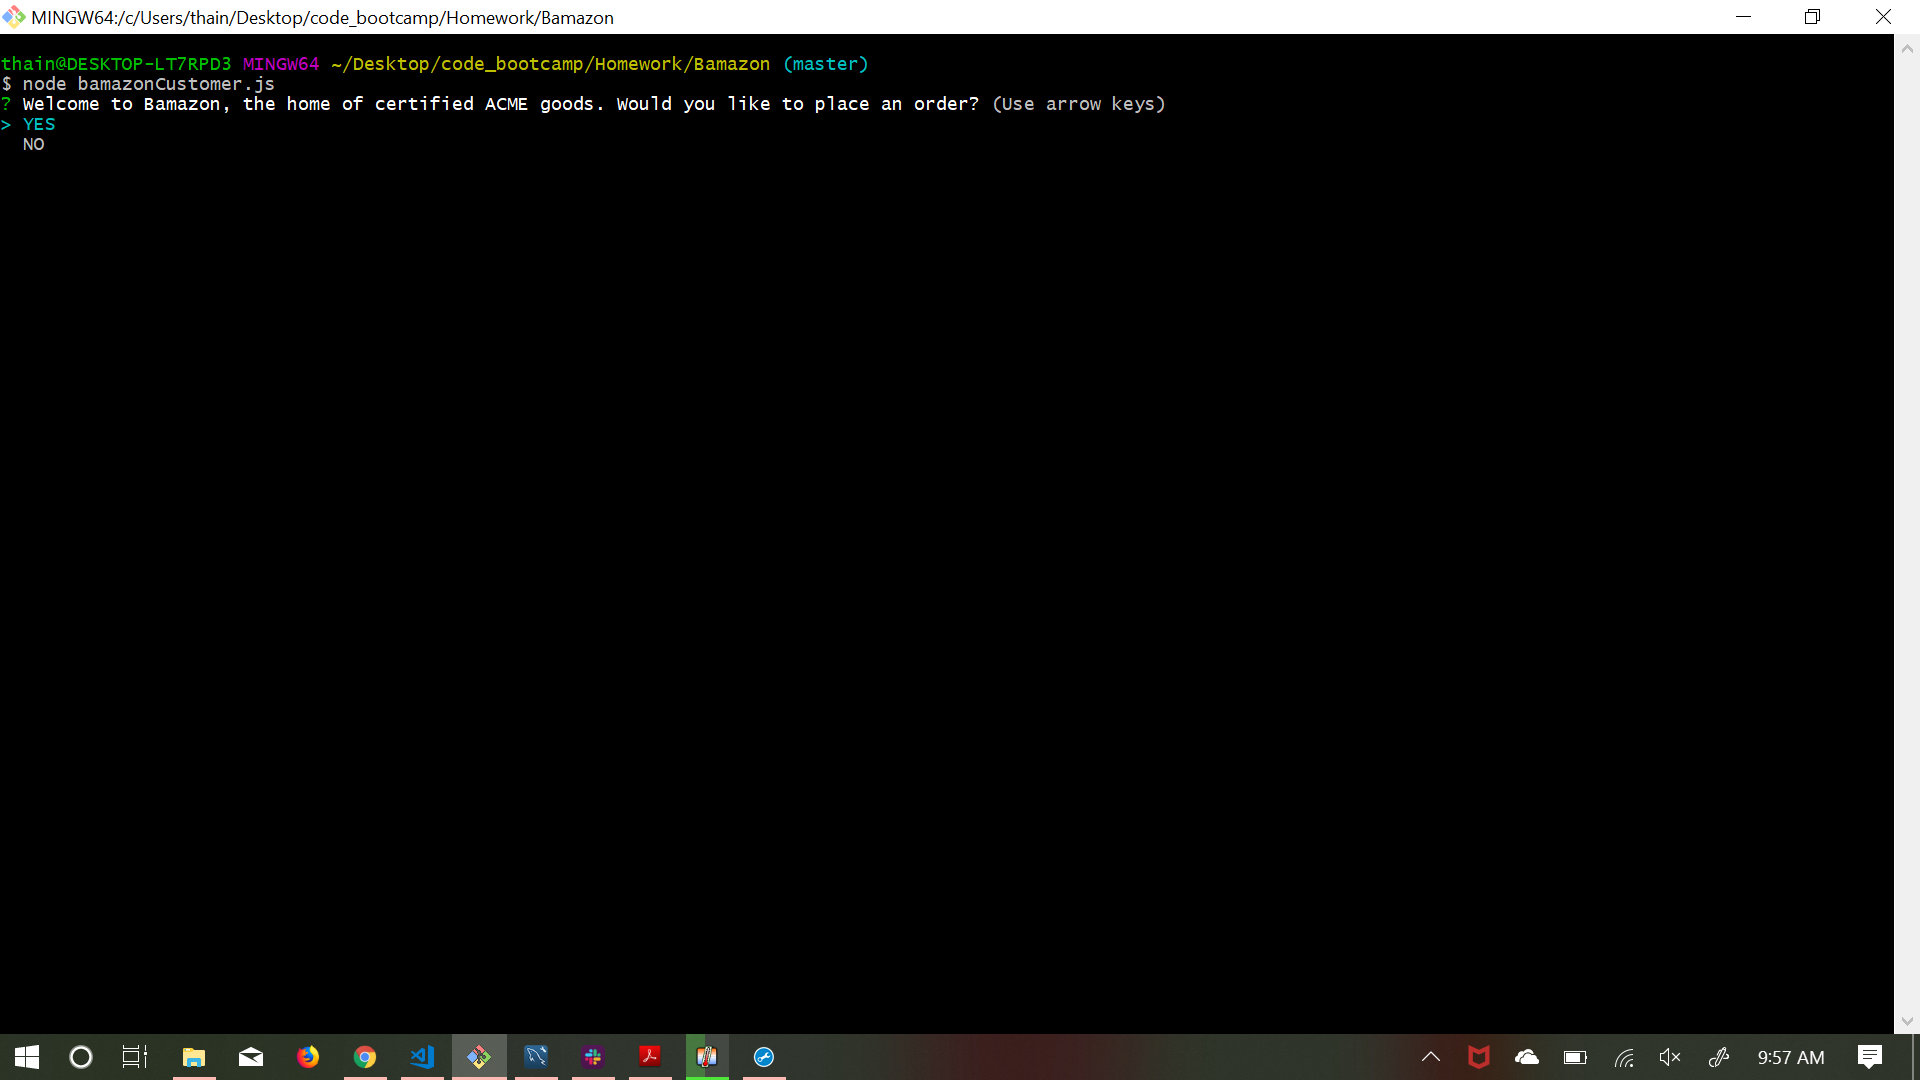 MINGW64:/c/Users/thain/Desktop/code_bootcamp/Homework/Bamazon
thain@DESKTOP-LT7RPD3 MINGW64 ~/Desktop/code_bootcamp/Homework/Bamazon (master)
$ node bamazonCustomer.js
? Welcome to Bamazon, the home of certified ACME goods. Would you like to place an order? (Use arrow keys)
> YES
NO
9:57 AM